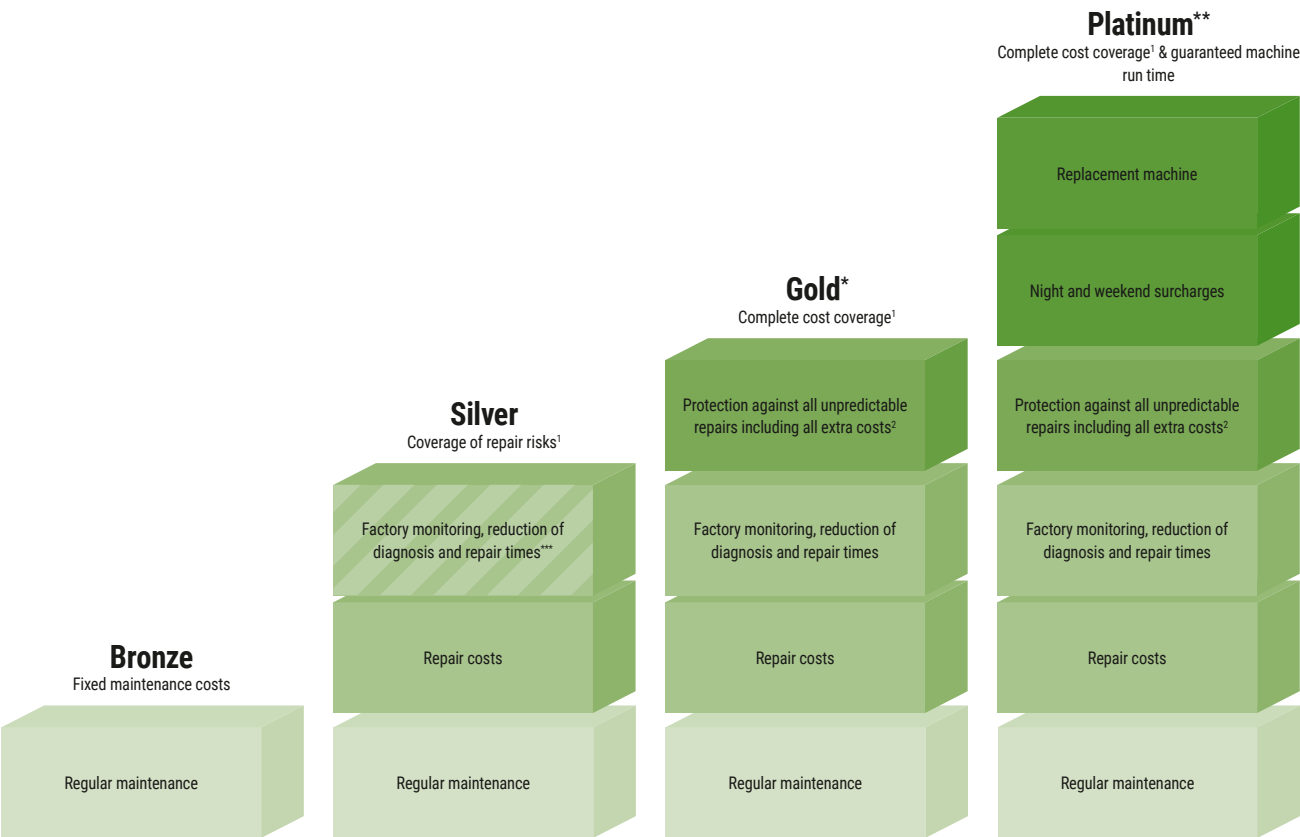 Platinum**
Complete cost coverage¹ & guaranteed machine
run time
Replacement machine
Night and weekend surcharges
Protection against all unpredictable
repairs including all extra costs²
Factory monitoring, reduction of
diagnosis and repair times
Repair costs
Regular maintenance
Gold*
Complete cost coverage¹
Protection against all unpredictable
repairs including all extra costs²
Factory monitoring, reduction of
diagnosis and repair times
Repair costs
Regular maintenance
Silver
Coverage of repair risks¹
Factory monitoring, reduction of
diagnosis and repair times***
Repair costs
Regular maintenance
Bronze
Fixed maintenance costs
Regular maintenance